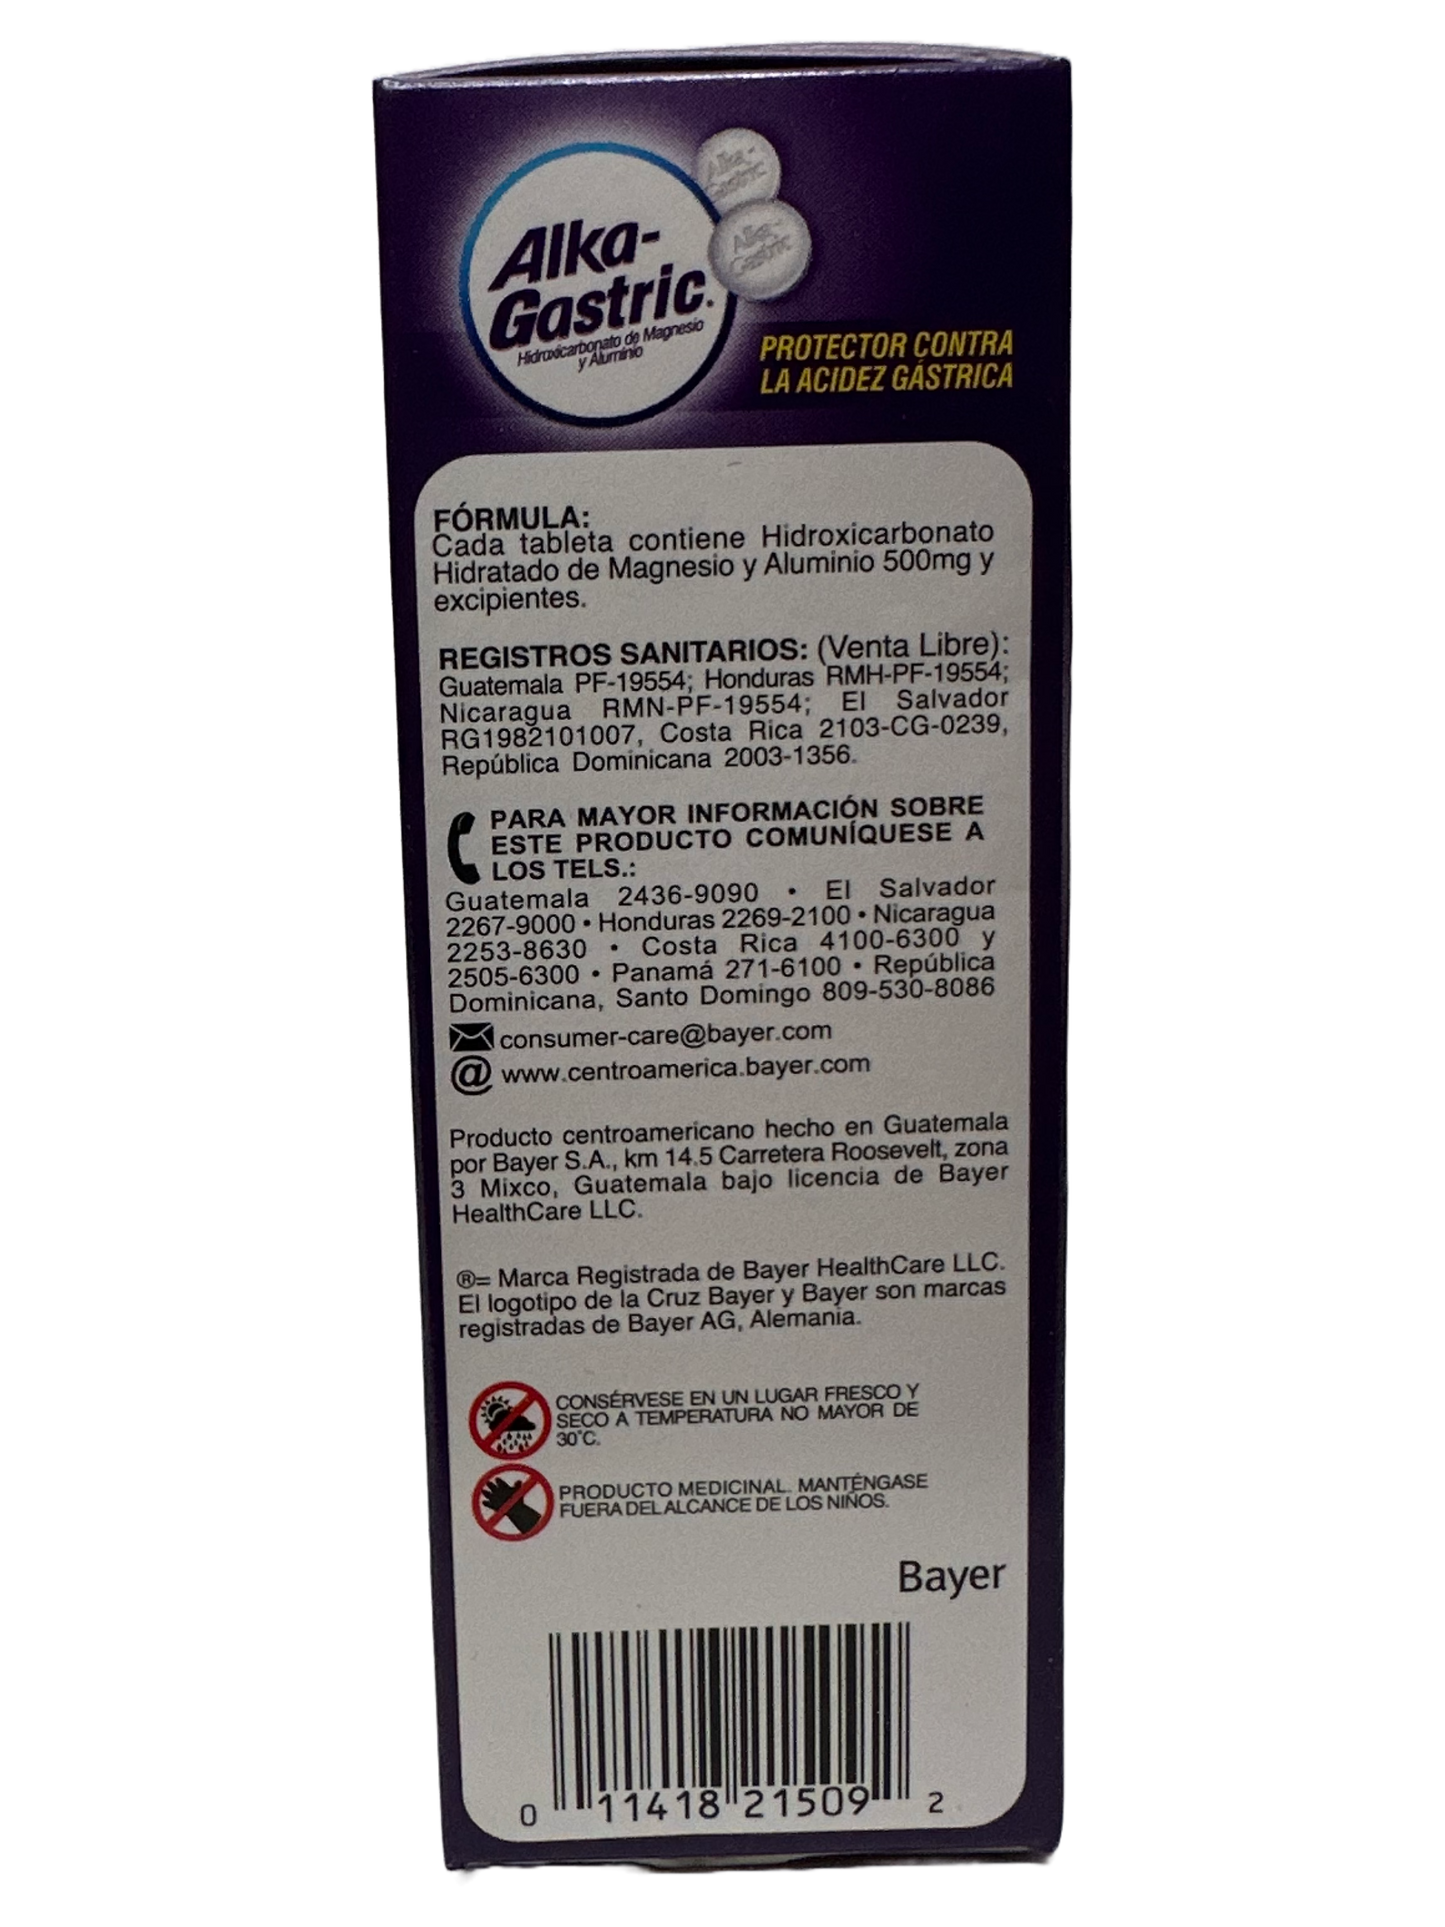 Alka-
Gastric
Alka-
Gastric
Alka-
Gastric.
Hidroxicarbonato de Magnesio
y Aluminio
PROTECTOR CONTRA
LA ACIDEZ GÁSTRICA
FÓRMULA:
Cada tableta contiene Hidroxicarbonato
Hidratado de Magnesio y Aluminio 500mg y
excipientes.
REGISTROS SANITARIOS: (Venta Libre):
Guatemala PF-19554; Honduras RMH-PF-19554;
Nicaragua RMN-PF-19554; El Salvador
RG1982101007, Costa Rica 2103-CG-0239,
República Dominicana 2003-1356.
PARA MAYOR INFORMACIÓN SOBRE
ESTE PRODUCTO COMUNÍQUESE A
LOS TELS.:
Guatemala 2436-9090 • El Salvador
2267-9000 • Honduras 2269-2100 • Nicaragua
2253-8630 • Costa Rica 4100-6300 y
2505-6300 • Panamá 271-6100 • República
Dominicana, Santo Domingo 809-530-8086
consumer-care@bayer.com
@ www.centroamerica.bayer.com
Producto centroamericano hecho en Guatemala
por Bayer S.A., km 14.5 Carretera Roosevelt, zona
3 Mixco, Guatemala bajo licencia de Bayer
HealthCare LLC.
®= Marca Registrada de Bayer HealthCare LLC.
El logotipo de la Cruz Bayer y Bayer son marcas
registradas de Bayer AG, Alemania.
CONSÉRVESE EN UN LUGAR FRESCO Y
SECO A TEMPERATURA NO MAYOR DE
30°C.
PRODUCTO MEDICINAL. MANTÉNGASE
FUERA DEL ALCANCE DE LOS NIÑOS.
Bayer
0 11418 21509 2